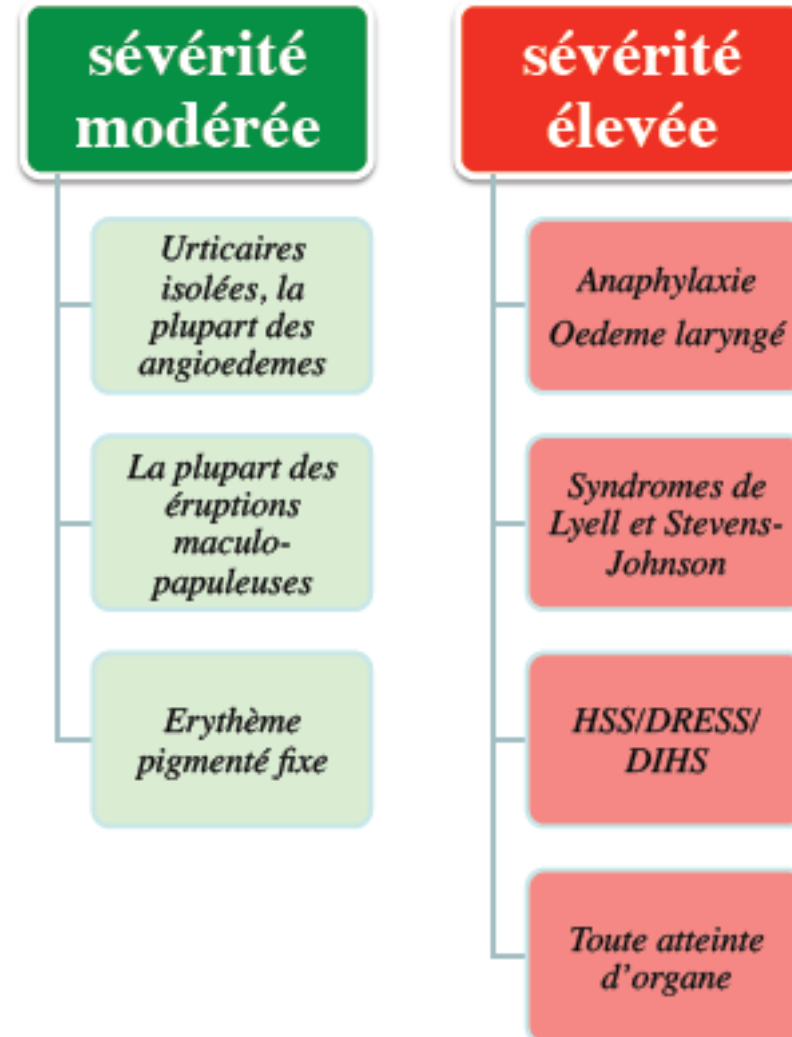 sévérité
modérée
Urticaires
isolées, la
plupart des
angioedemes
La plupart des
éruptions
maculo-
papuleuses
Erythème
pigmenté fixe
sévérité
élevée
Anaphylaxie
Oedeme laryngé
Syndromes de
Lyell et Stevens-
Johnson
HSS/DRESS/
DIHS
Toute atteinte
d’organe